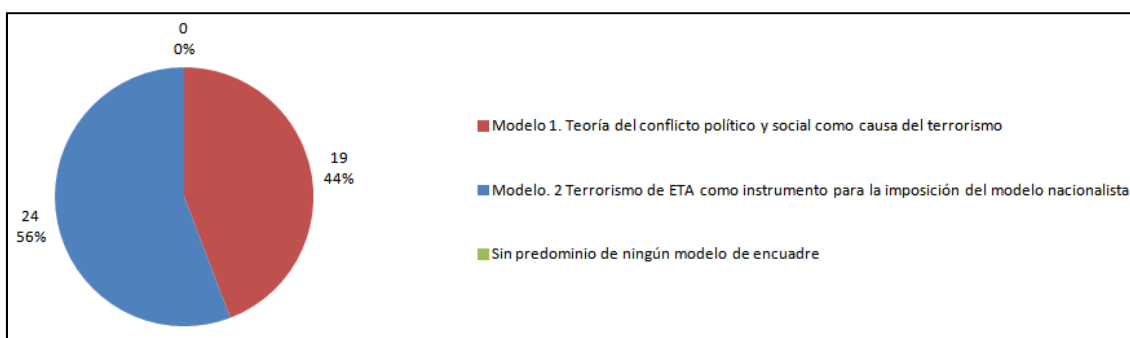 0
0%
19
44%
24
56%
Modelo 1. Teoría del conflicto político y social como causa del terrorismo
Modelo. 2 Terrorismo de ETA como instrumento para la imposición del modelo nacionalista
Sin predominio de ningún modelo de encuadre